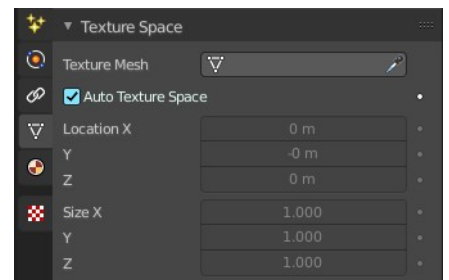 Texture Space
Texture Mesh
Auto Texture Space
Location X 0 m
Y -0 m
Z 0 m
Size X 1.000
Y 1.000
Z 1.000